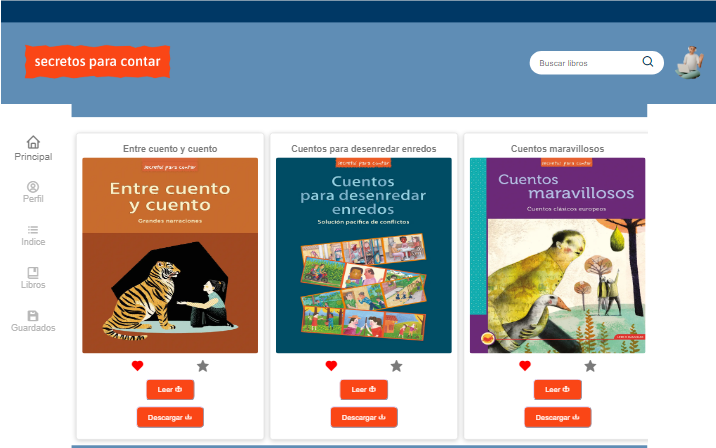 secretos para contar
Buscar libros
Principal
Perfil
Indice
Libros
Guardados
Entre cuento y cuento
secretos para contar
Entre cuento
y cuento
Grandes narraciones
Leer
Descargar
Cuentos para desenredar enredos
secretos para contar
Cuentos
para desenredar
enredos
Solución pacífica de conflictos
Leer
Descargar
Cuentos maravillosos
secretos para contar
Cuentos
maravillosos
Cuentos clásicos europeos
Leer
Descargar